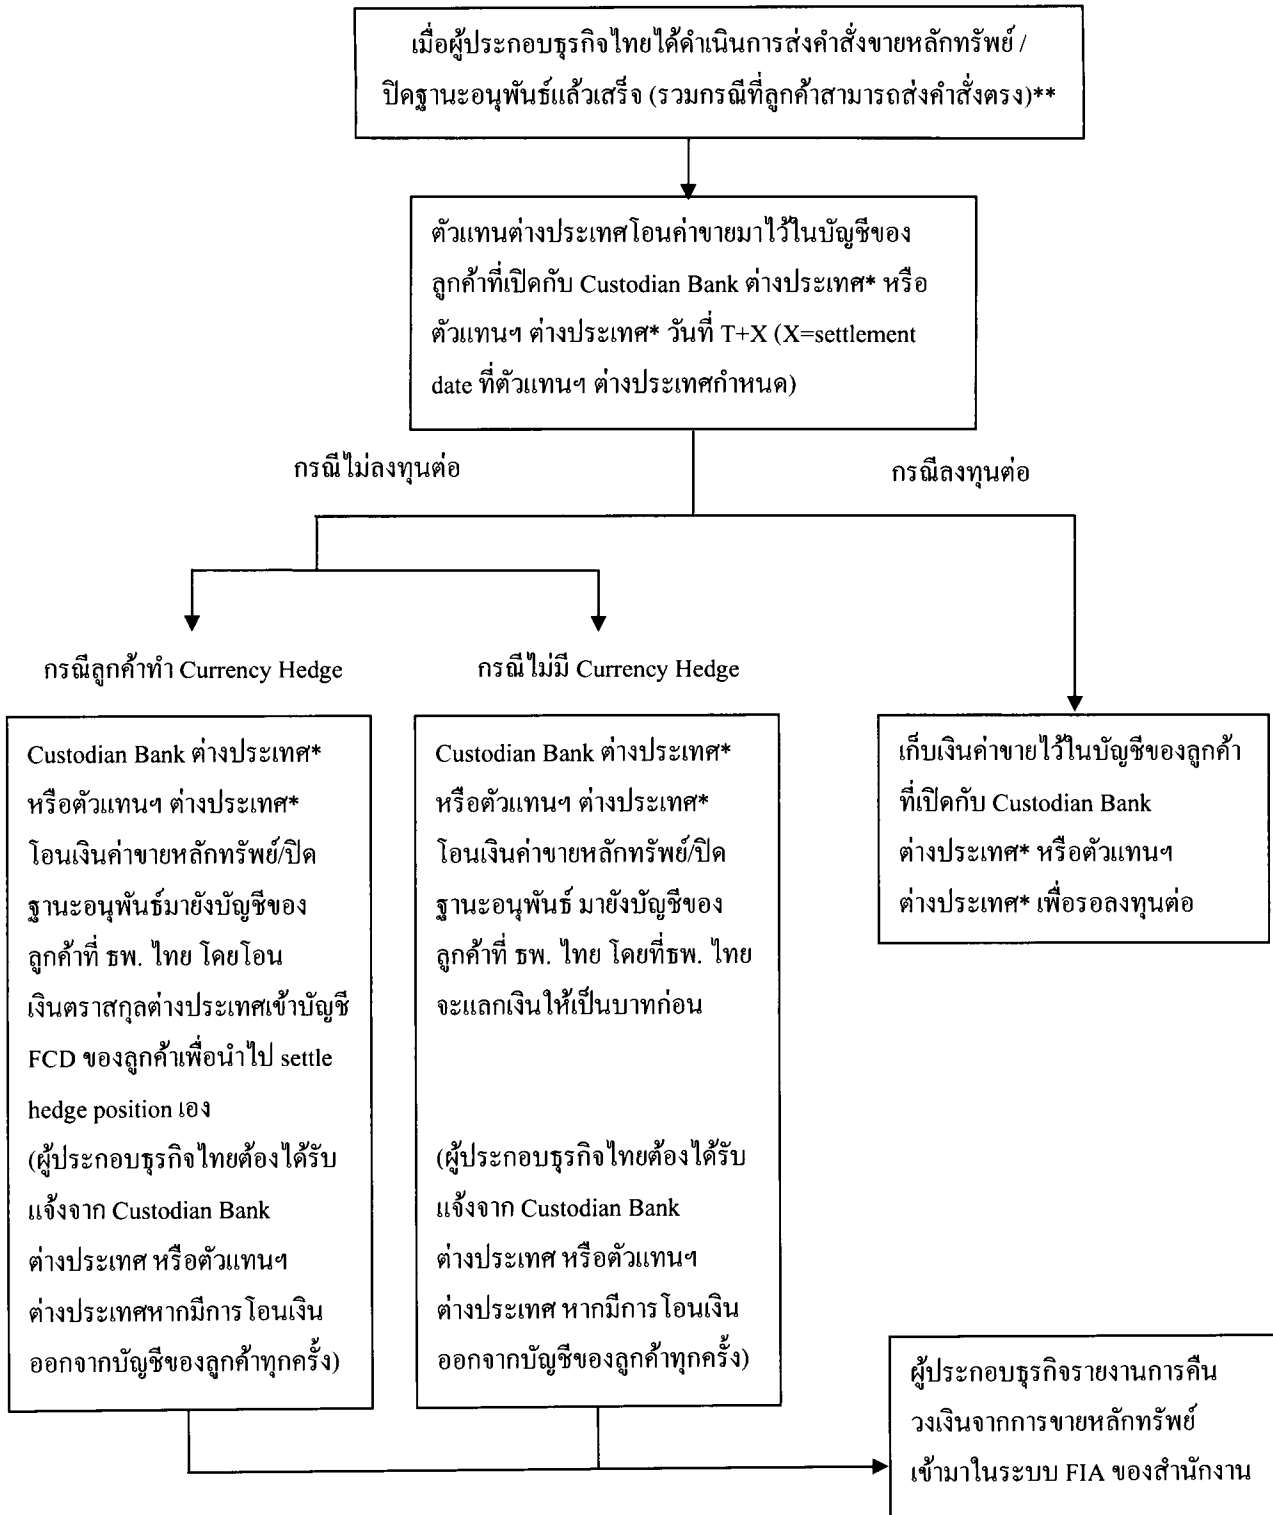 เมื่อผู้ประกอบธุรกิจไทยได้ดำเนินการส่งคำสั่งขายหลักทรัพย์ /
ปิดฐานะอนุพันธ์แล้วเสร็จ (รวมกรณีที่ลูกค้าสามารถส่งคำสั่งตรง)**
ตัวแทนต่างประเทศโอนค่าขายมาไว้ในบัญชีของ
ลูกค้าที่เปิดกับ Custodian Bank ต่างประเทศ* หรือ
ตัวแทนฯ ต่างประเทศ* วันที่ T+X (X=settlement
date ที่ตัวแทนฯ ต่างประเทศกำหนด)
กรณีไม่ลงทุนต่อ
กรณีลงทุนต่อ
กรณีลูกค้าทำ Currency Hedge
กรณีไม่มี Currency Hedge
Custodian Bank ต่างประเทศ*
หรือตัวแทนฯ ต่างประเทศ*
โอนเงินค่าขายหลักทรัพย์/ปิด
ฐานะอนุพันธ์มายังบัญชีของ
ลูกค้าที่ ธพ. ไทย โดยโอน
เงินตราสกุลต่างประเทศเข้าบัญชี
FCD ของลูกค้าเพื่อนำไป settle
hedge position เอง
(ผู้ประกอบธุรกิจไทยต้องได้รับ
แจ้งจาก Custodian Bank
ต่างประเทศ หรือตัวแทนฯ
ต่างประเทศหากมีการโอนเงิน
ออกจากบัญชีของลูกค้าทุกครั้ง)
Custodian Bank ต่างประเทศ*
หรือตัวแทนฯ ต่างประเทศ*
โอนเงินค่าขายหลักทรัพย์/ปิด
ฐานะอนุพันธ์ มายังบัญชีของ
ลูกค้าที่ ธพ. ไทย โดยที่ธพ. ไทย
จะแลกเงินให้เป็นบาทก่อน
(ผู้ประกอบธุรกิจไทยต้องได้รับ
แจ้งจาก Custodian Bank
ต่างประเทศ หรือตัวแทนฯ
ต่างประเทศ หากมีการโอนเงิน
ออกจากบัญชีของลูกค้าทุกครั้ง)
เก็บเงินค่าขายไว้ในบัญชีของลูกค้า
ที่เปิดกับ Custodian Bank
ต่างประเทศ* หรือตัวแทนฯ
ต่างประเทศ* เพื่อรอลงทุนต่อ
ผู้ประกอบธุรกิจรายงานการคืน
วงเงินจากการขายหลักทรัพย์
เข้ามาในระบบ FIA ของสำนักงาน